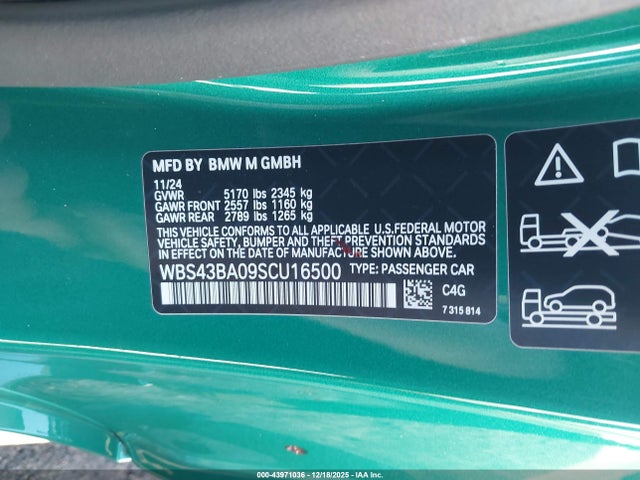 MFD BY BMW M GMBH
11/24
GVWR 5170 lbs 2345 kg
GAWR FRONT 2557 lbs 1160 kg
GAWR REAR 2789 lbs 1265 kg
THIS VEHICLE CONFORMS TO ALL APPLICABLE U.S.FEDERAL MOTOR
VEHICLE SAFETY, BUMPER AND THEFT PREVENTION STANDARDS
IN EFFECT ON THE DATE OF MANUFACTURE SHOWN ABOVE
WBS43BA09SCU16500 TYPE: PASSENGER CAR
C4G
7 315 814
000-43971036 - 12/18/2025 - IAA Inc.